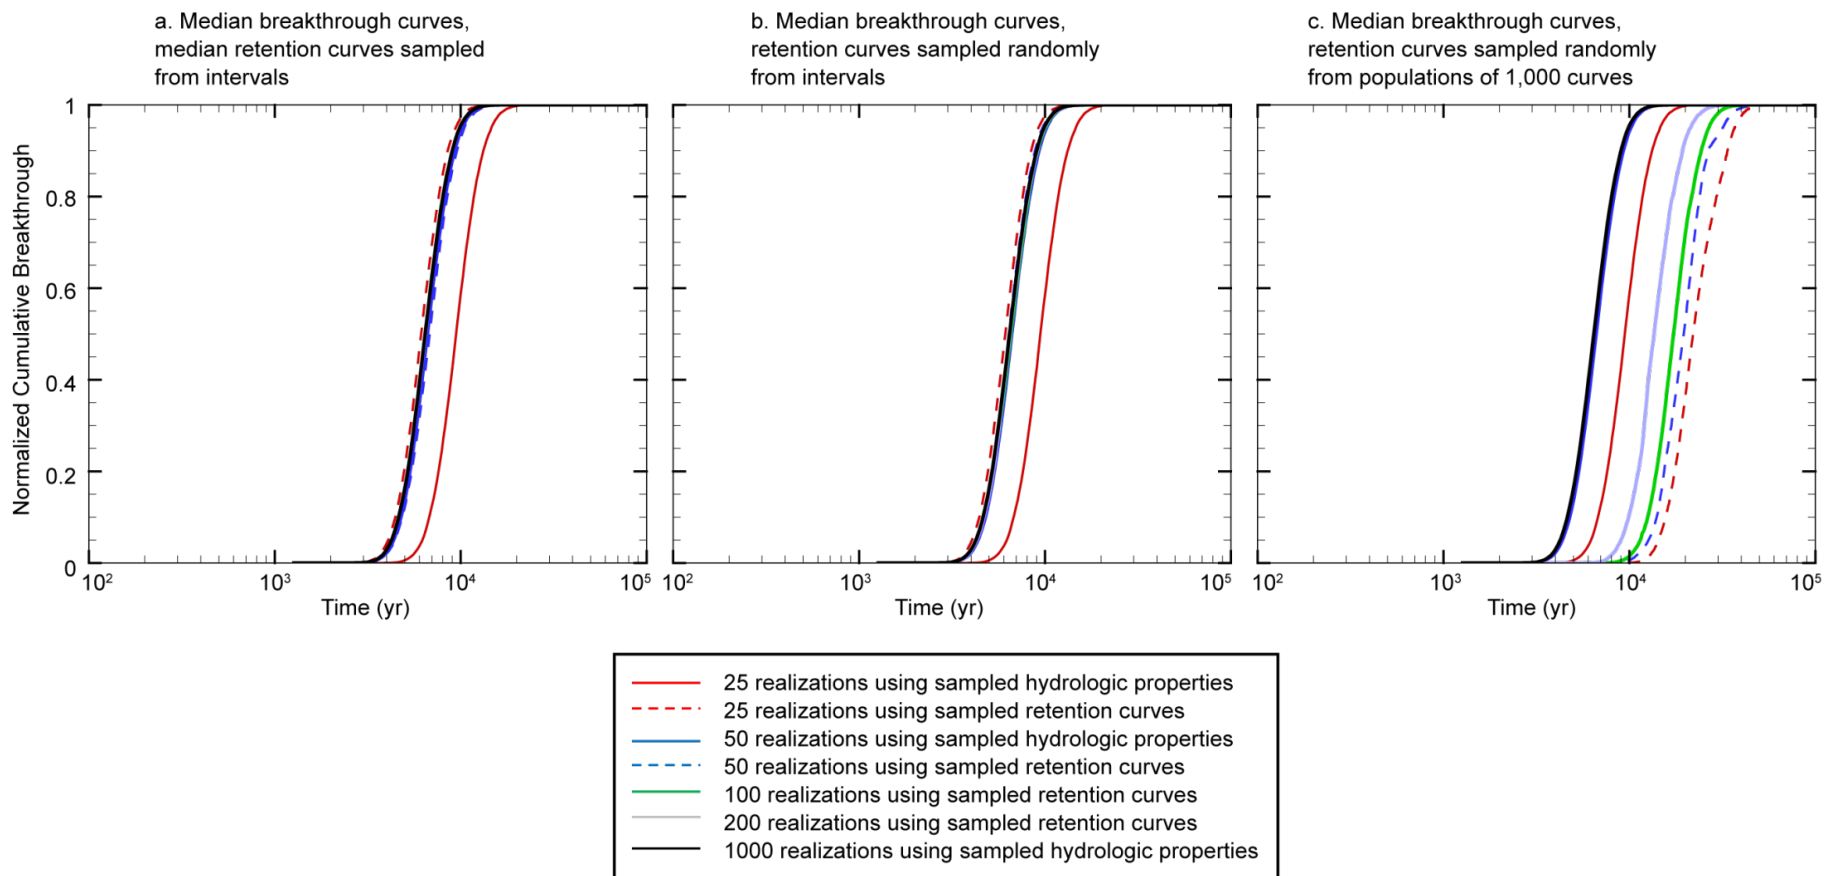 a. Median breakthrough curves,
median retention curves sampled
from intervals
b. Median breakthrough curves,
retention curves sampled randomly
from intervals
c. Median breakthrough curves,
retention curves sampled randomly
from populations of 1,000 curves
Normalized Cumulative Breakthrough
1
0.8
0.6
0.4
0.2
0
10² 10³ 10⁴ 10⁵
Time (yr)
10² 10³ 10⁴ 10⁵
Time (yr)
10² 10³ 10⁴ 10⁵
Time (yr)
25 realizations using sampled hydrologic properties
25 realizations using sampled retention curves
50 realizations using sampled hydrologic properties
50 realizations using sampled retention curves
100 realizations using sampled retention curves
200 realizations using sampled retention curves
1000 realizations using sampled hydrologic properties